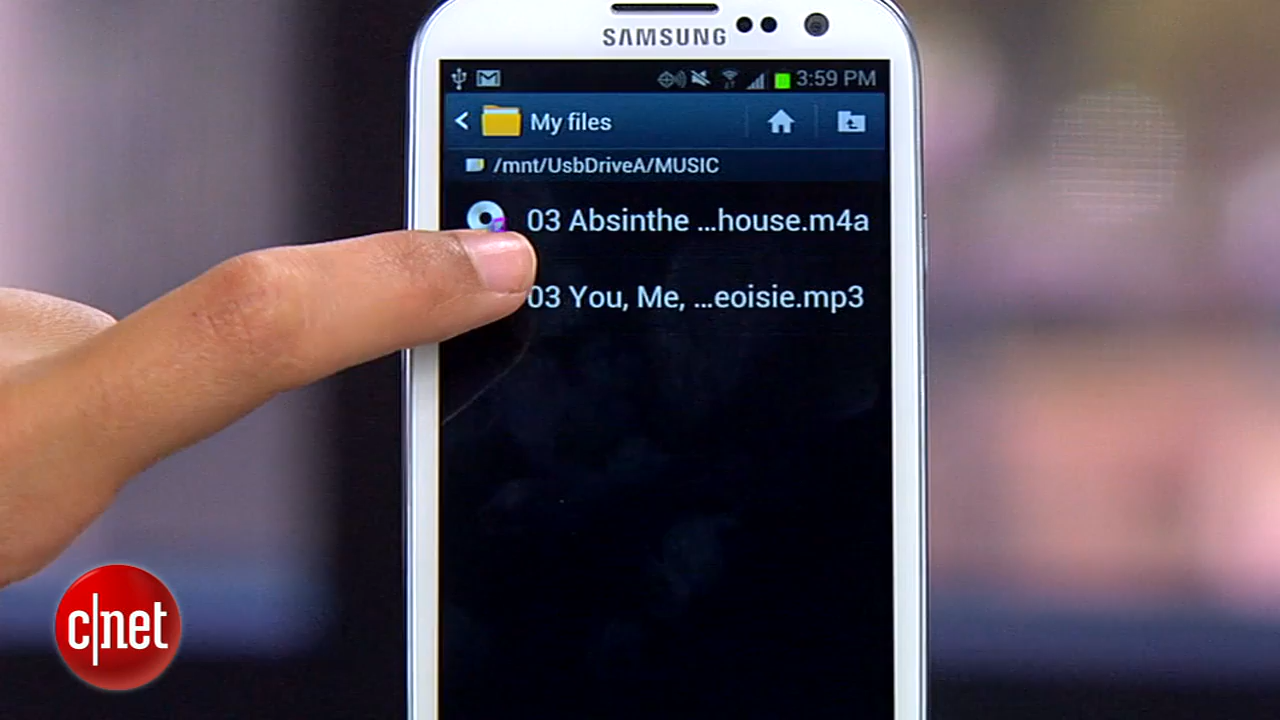 SAMSUNG
3:59 PM
My files
/mnt/UsbDriveA/MUSIC
03 Absinthe ...house.m4a
03 You, Me, ...eoisie.mp3
c|net